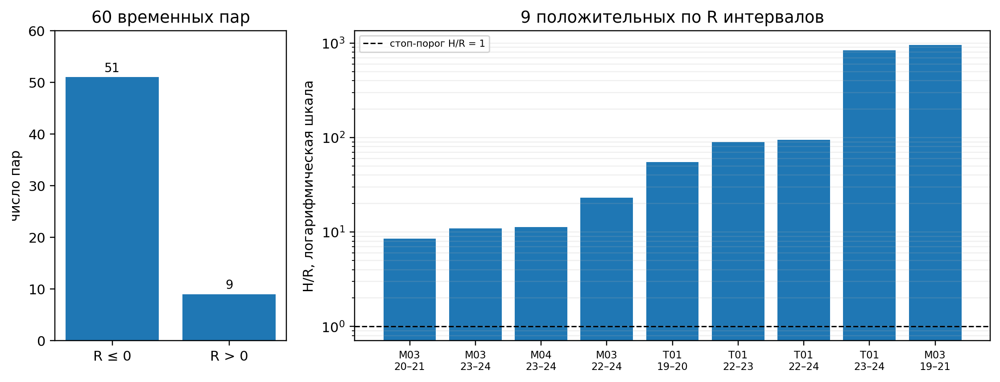 60 временных пар
число пар
60
50
40
30
20
10
0
51
9
R ≤ 0
R > 0
9 положительных по R интервалов
H/R, логарифмическая шкала
10³
10²
10¹
10⁰
стоп-порог H/R = 1
M03
20–21
M03
23–24
M04
23–24
M03
22–24
T01
19–20
T01
22–23
T01
22–24
T01
23–24
M03
19–21